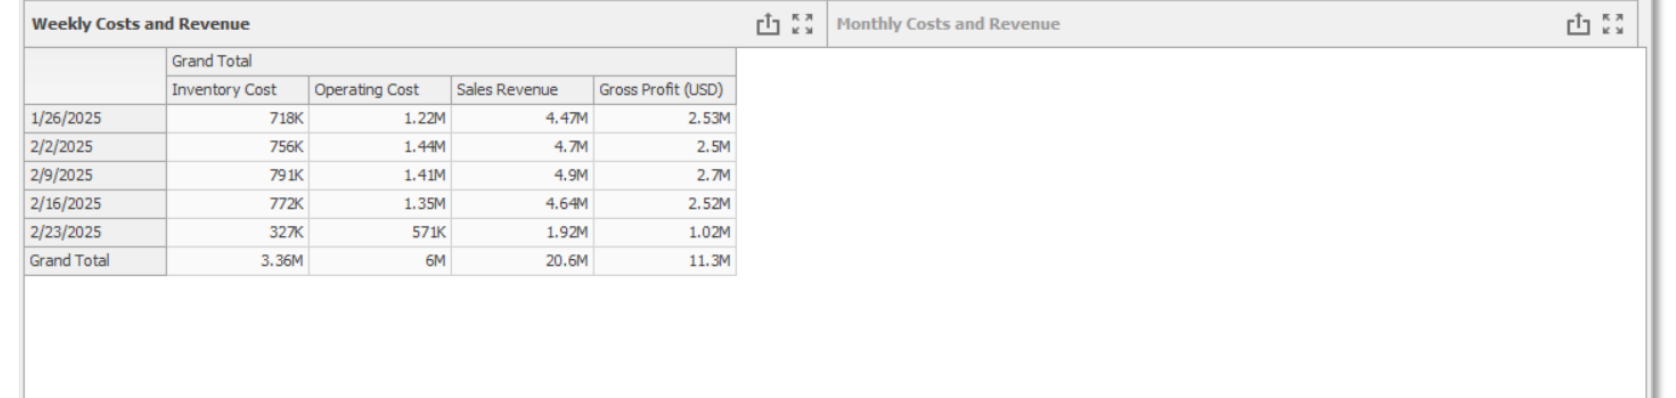 Weekly Costs and Revenue Monthly Costs and Revenue
Grand Total
Inventory Cost Operating Cost Sales Revenue Gross Profit (USD)
1/26/2025 718K 1.22M 4.47M 2.53M
2/2/2025 756K 1.44M 4.7M 2.5M
2/9/2025 791K 1.41M 4.9M 2.7M
2/16/2025 772K 1.35M 4.64M 2.52M
2/23/2025 327K 571K 1.92M 1.02M
Grand Total 3.36M 6M 20.6M 11.3M